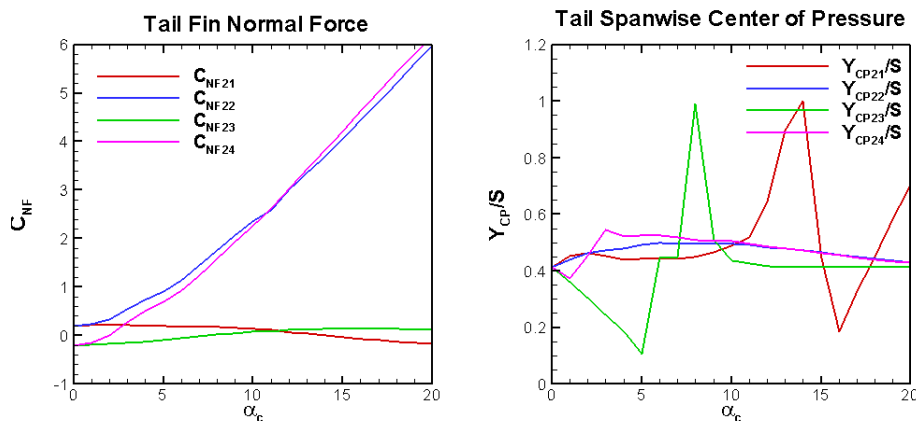 Tail Fin Normal Force
6
5
4
3
2
1
0
-1
C_NF
C_NF21
C_NF22
C_NF23
C_NF24
0
5
10
15
20
α_c
Tail Spanwise Center of Pressure
1.2
1
0.8
0.6
0.4
0.2
0
Y_CP/S
Y_CP21/S
Y_CP22/S
Y_CP23/S
Y_CP24/S
0
5
10
15
20
α_c